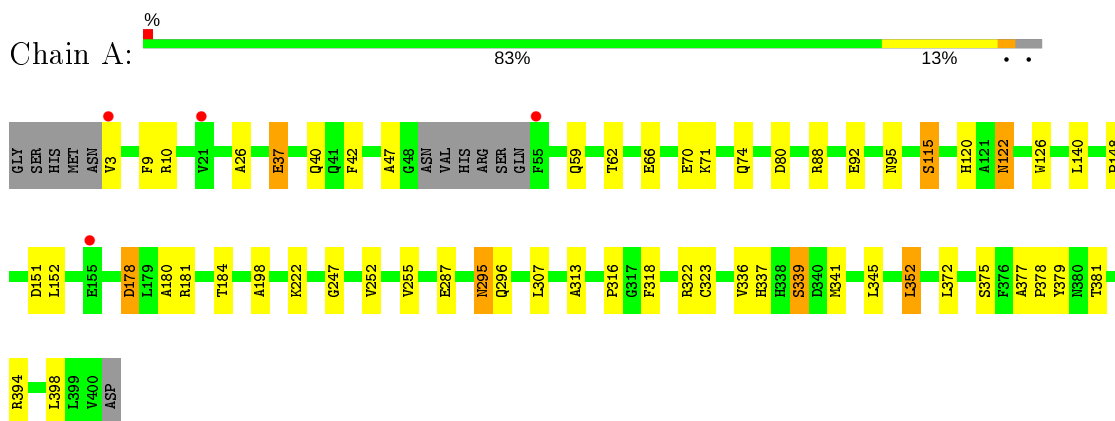 %
Chain A:
83% 13% • •
GLY SER HIS MET ASN V3 F9 R10 V21 A26 E37 Q40 Q41 F42 A47 G48 ASN VAL HIS ARG SER GLN F55 Q59 T62 E66 E70 K71 Q74 D80 R88 E92 N95 S115 H120 A121 N122 W126 L140
D151 L152 E155 D178 L179 A180 R181 T184 A198 K222 G247 V252 V255 E287 N295 Q296 L307 A313 P316 G317 F318 R322 C323 V336 H337 H338 S339 D340 M341 L345 L352 L372 S375 F376 A377 P378 Y379 N380 T381
R394 L398 L399 V400 ASP